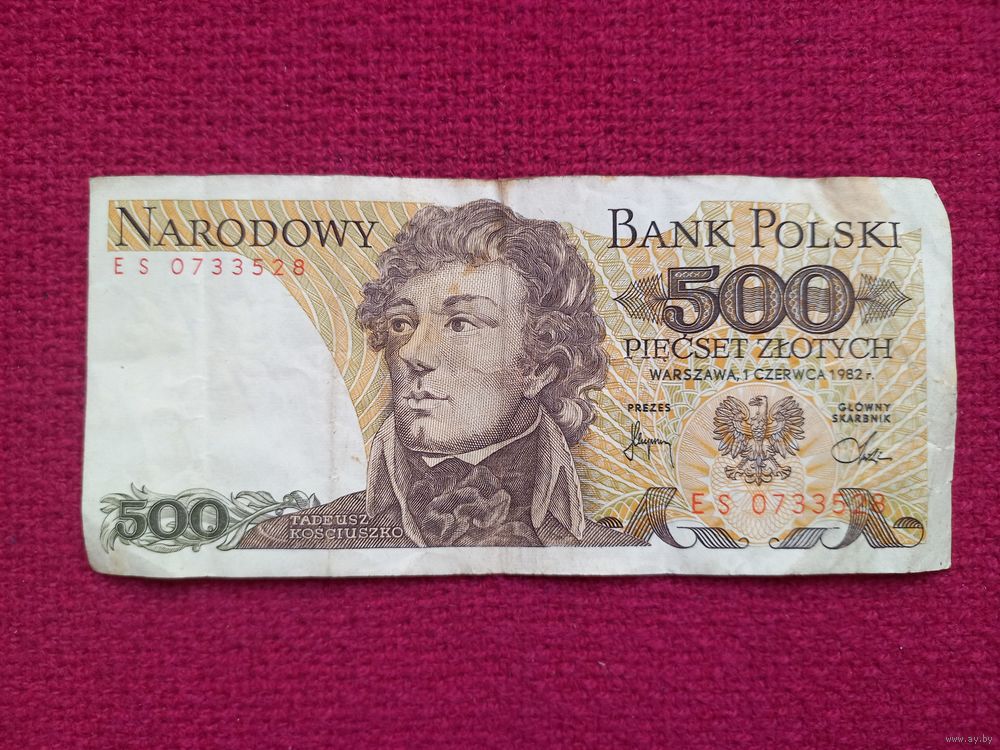 NARODOWY BANK POLSKI
ES 0733528
500
PIĘĆSET ZŁOTYCH
WARSZAWA, 1 CZERWCA 1982 r.
PREZES
GŁÓWNY
SKARBNIK
ES 0733528
500
TADEUSZ
KOŚCIUSZKO
www.ay.by